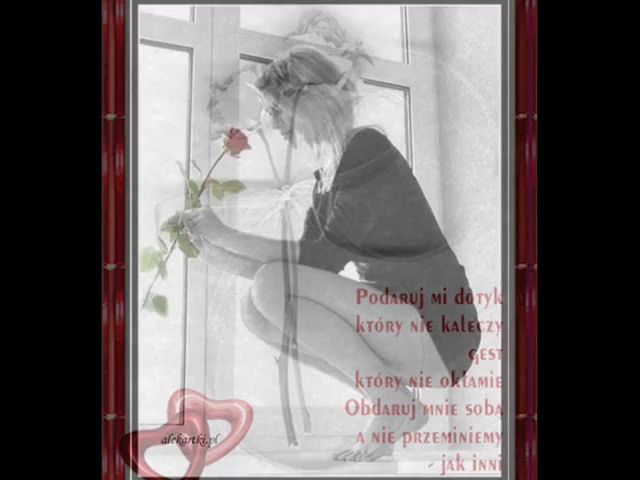 Podaruj mi dotyk
który nie kaleczy
gest
który nie okłamie
Obdaruj mnie sobą
a nie przeminiemy
jak inni
alekartki.pl